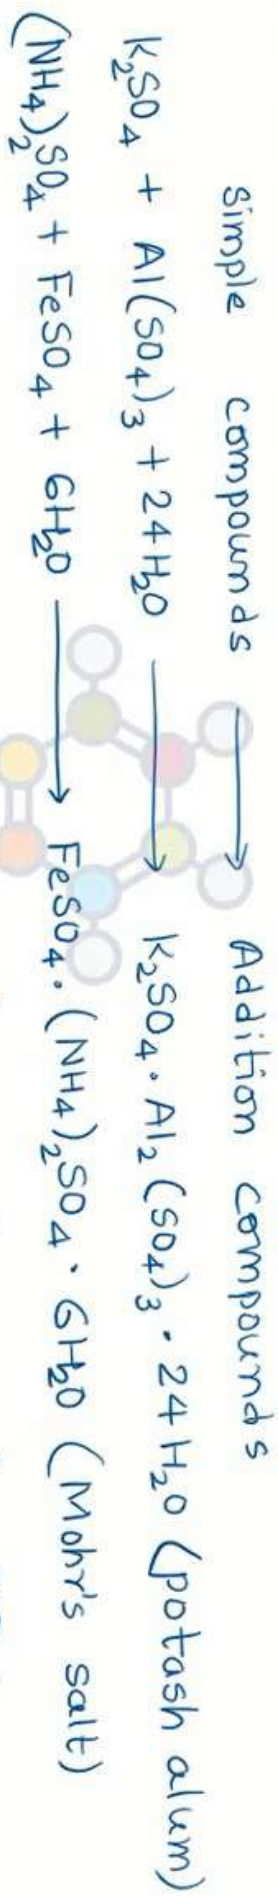 Simple compounds → Addition compounds
K₂SO₄ + Al(SO₄)₃ + 24H₂O → K₂SO₄·Al₂(SO₄)₃·24H₂O (potash alum)
(NH₄)₂SO₄ + FeSO₄ + 6H₂O → FeSO₄·(NH₄)₂SO₄·6H₂O (Mohr's salt)